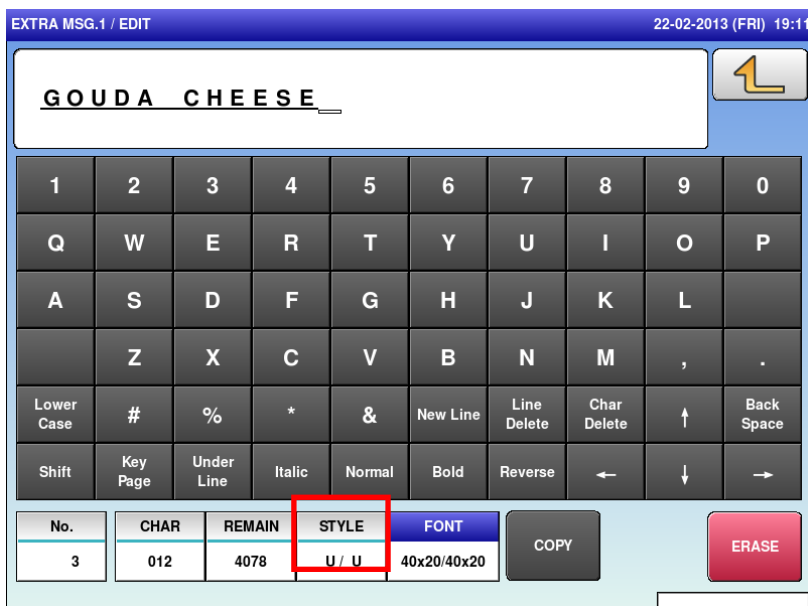 EXTRA MSG.1 / EDIT 22-02-2013 (FRI) 19:11
GOUDA CHEESE_
1 2 3 4 5 6 7 8 9 0
Q W E R T Y U I O P
A S D F G H J K L
Z X C V B N M , .
Lower Case # % * & New Line Line Delete Char Delete ↑ Back Space
Shift Key Page Under Line Italic Normal Bold Reverse ← ↓ →
No. CHAR REMAIN STYLE FONT COPY ERASE
3 012 4078 U / U 40x20/40x20